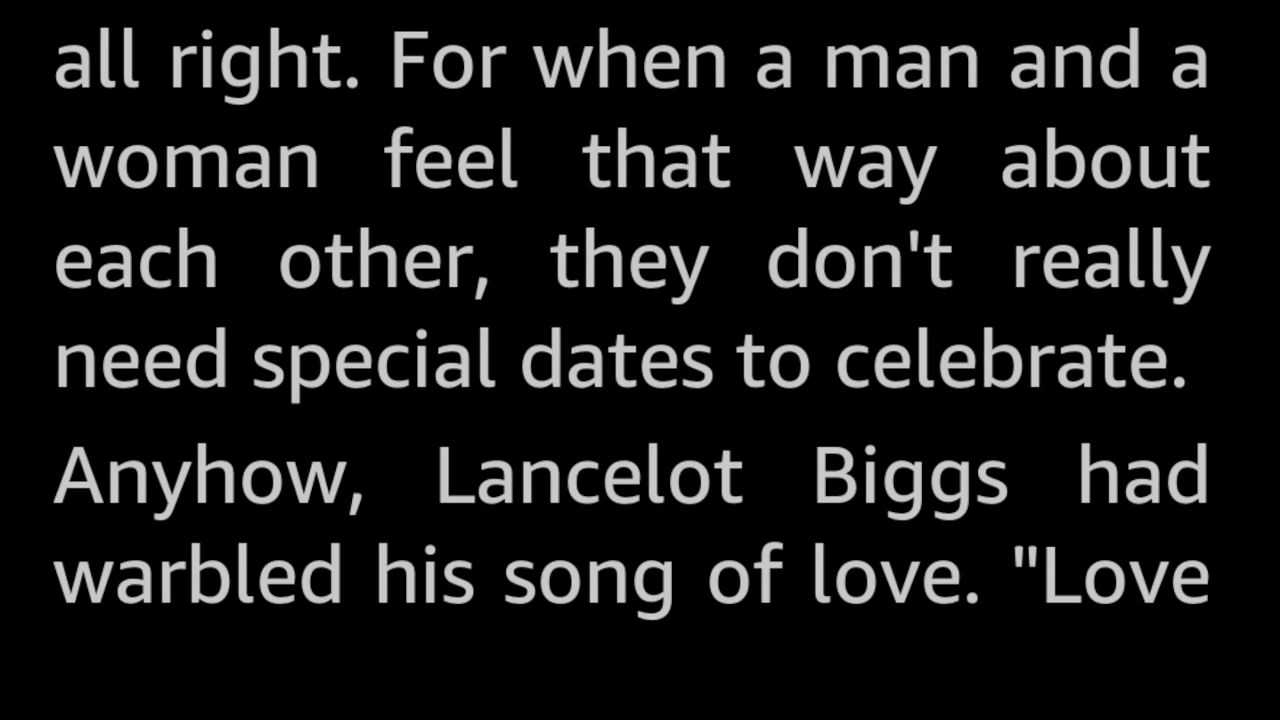 all right. For when a man and a
woman feel that way about
each other, they don't really
need special dates to celebrate.
Anyhow, Lancelot Biggs had
warbled his song of love. "Love